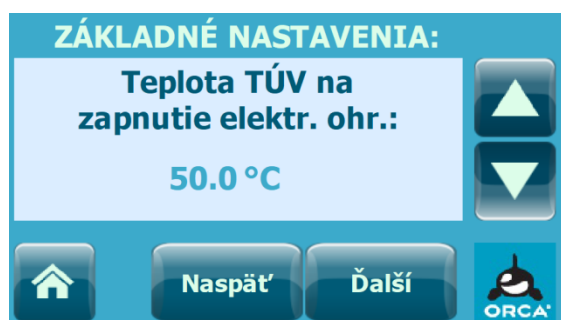 ZÁKLADNÉ NASTAVENIA:
Teplota TÚV na
zapnutie elektr. ohr.:
50.0 °C
Naspäť
Ďalší
ORCA